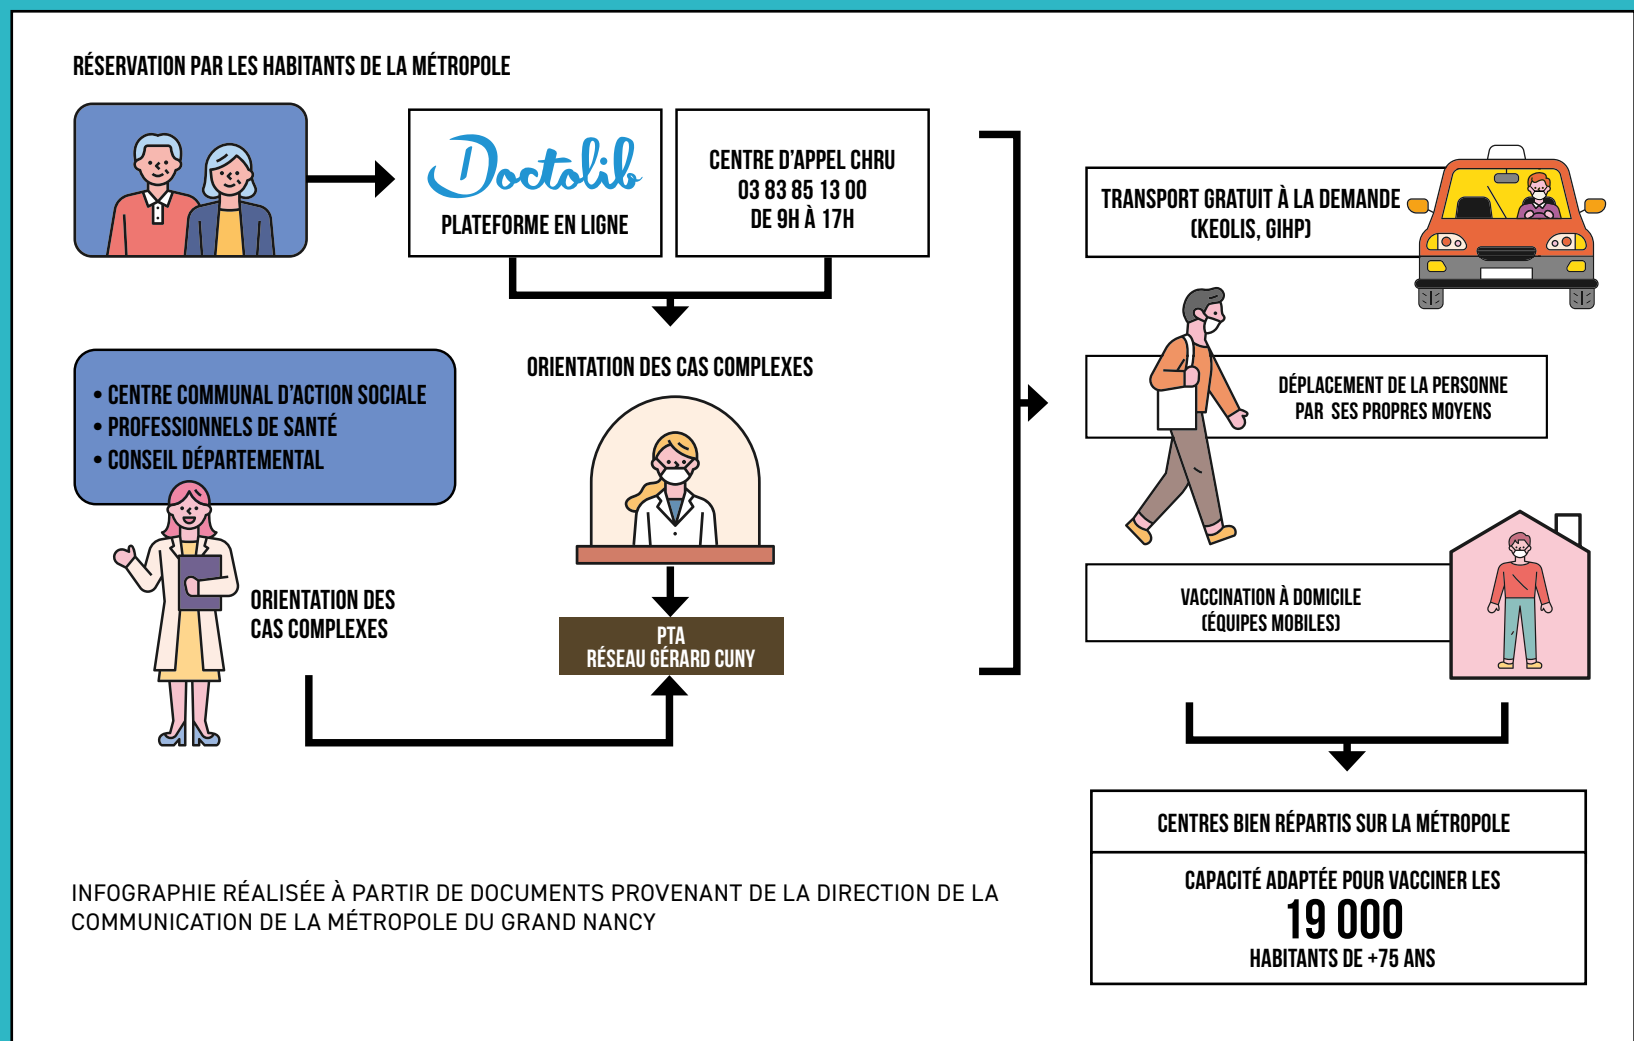 RÉSERVATION PAR LES HABITANTS DE LA MÉTROPOLE
Doctolib
PLATEFORME EN LIGNE
CENTRE D'APPEL CHRU
03 83 85 13 00
DE 9H À 17H
TRANSPORT GRATUIT À LA DEMANDE
(KEOLIS, GIHP)
• CENTRE COMMUNAL D'ACTION SOCIALE
• PROFESSIONNELS DE SANTÉ
• CONSEIL DÉPARTEMENTAL
ORIENTATION DES CAS COMPLEXES
DÉPLACEMENT DE LA PERSONNE
PAR SES PROPRES MOYENS
ORIENTATION DES
CAS COMPLEXES
PTA
RÉSEAU GÉRARD CUNY
VACCINATION À DOMICILE
(ÉQUIPES MOBILES)
CENTRES BIEN RÉPARTIS SUR LA MÉTROPOLE
CAPACITÉ ADAPTÉE POUR VACCINER LES
19 000
HABITANTS DE +75 ANS
INFOGRAPHIE RÉALISÉE À PARTIR DE DOCUMENTS PROVENANT DE LA DIRECTION DE LA
COMMUNICATION DE LA MÉTROPOLE DU GRAND NANCY